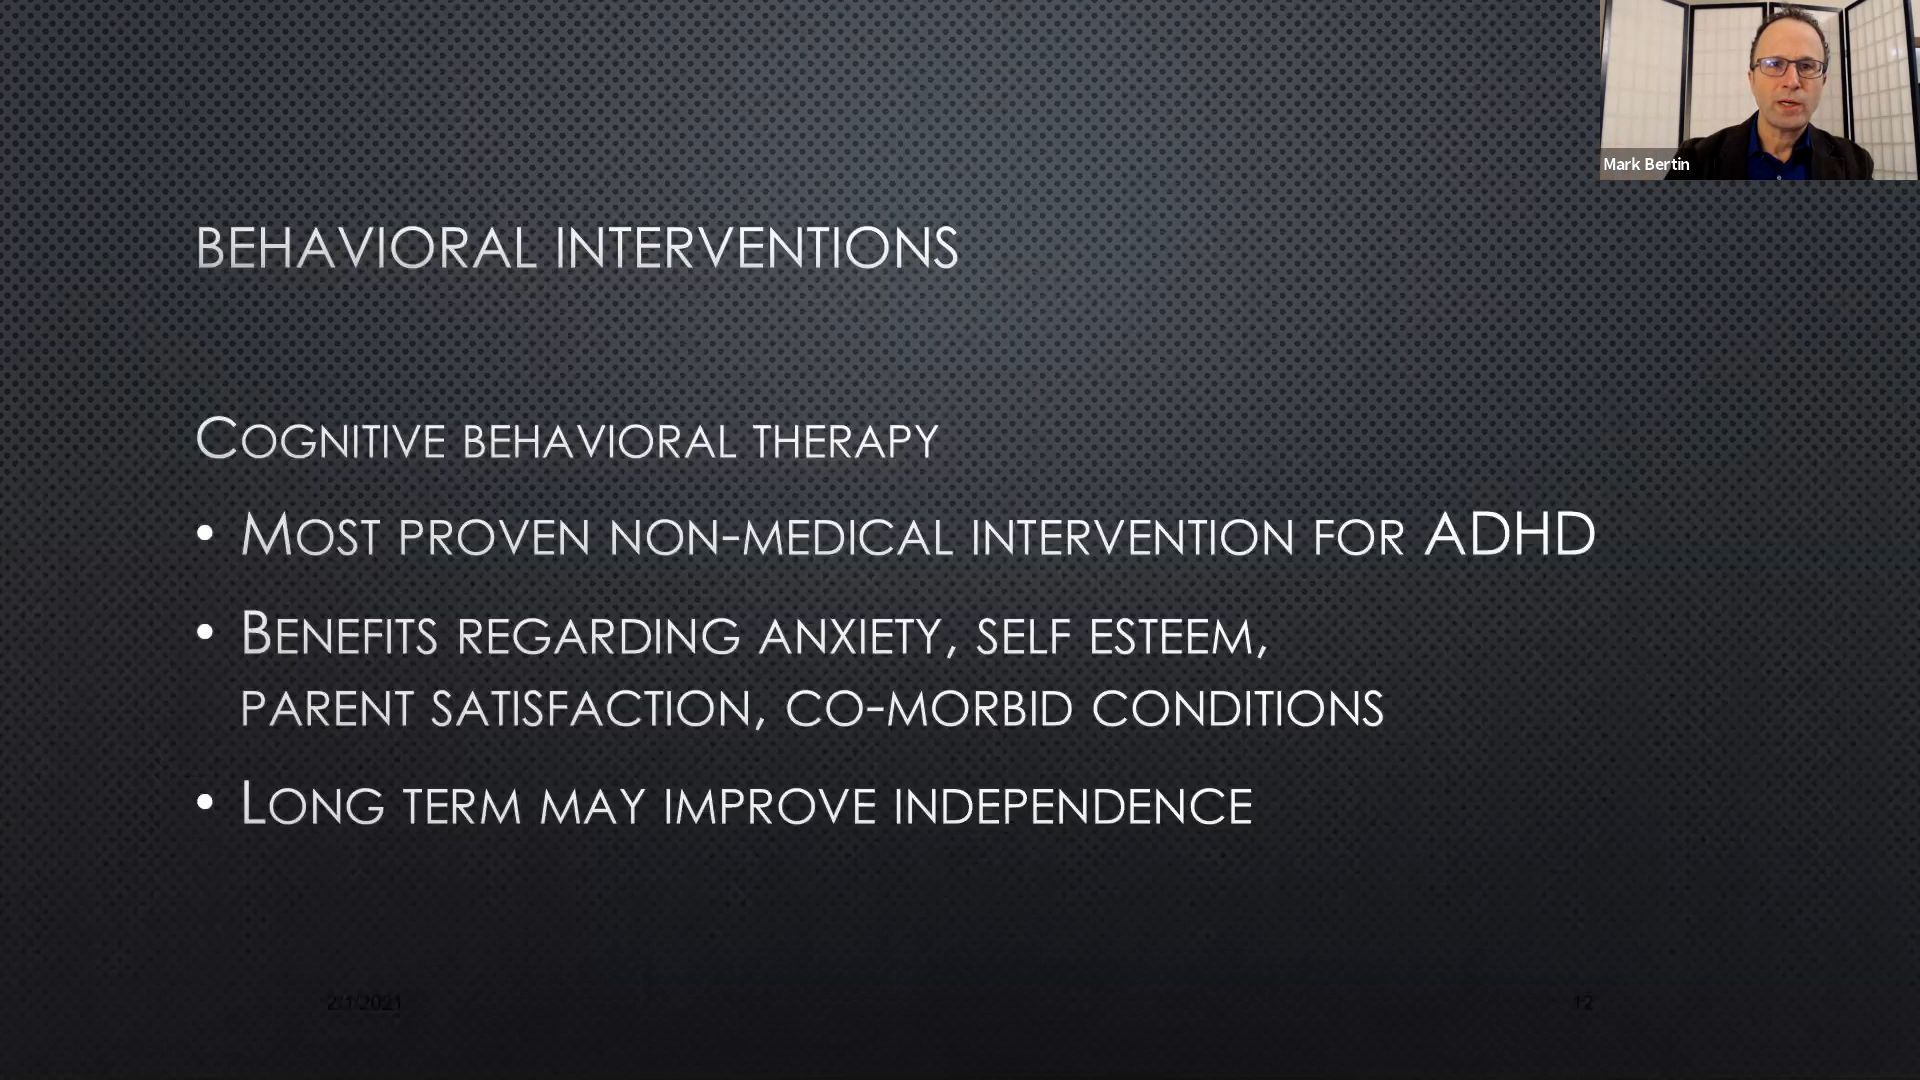 Mark Bertin
BEHAVIORAL INTERVENTIONS
COGNITIVE BEHAVIORAL THERAPY
• MOST PROVEN NON-MEDICAL INTERVENTION FOR ADHD
• BENEFITS REGARDING ANXIETY, SELF ESTEEM,
PARENT SATISFACTION, CO-MORBID CONDITIONS
• LONG TERM MAY IMPROVE INDEPENDENCE
2/1/2021
12